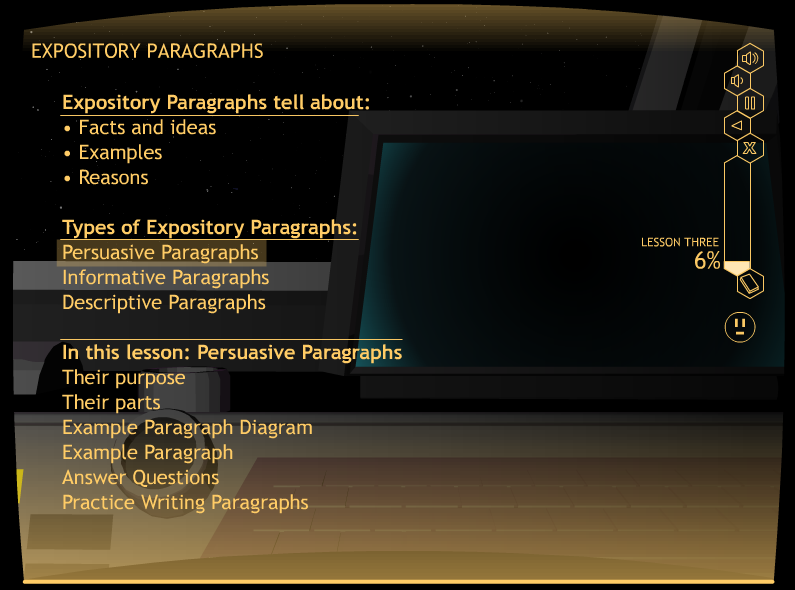 EXPOSITORY PARAGRAPHS
Expository Paragraphs tell about:
• Facts and ideas
• Examples
• Reasons
Types of Expository Paragraphs:
Persuasive Paragraphs
Informative Paragraphs
Descriptive Paragraphs
In this lesson: Persuasive Paragraphs
Their purpose
Their parts
Example Paragraph Diagram
Example Paragraph
Answer Questions
Practice Writing Paragraphs
X
LESSON THREE
6%